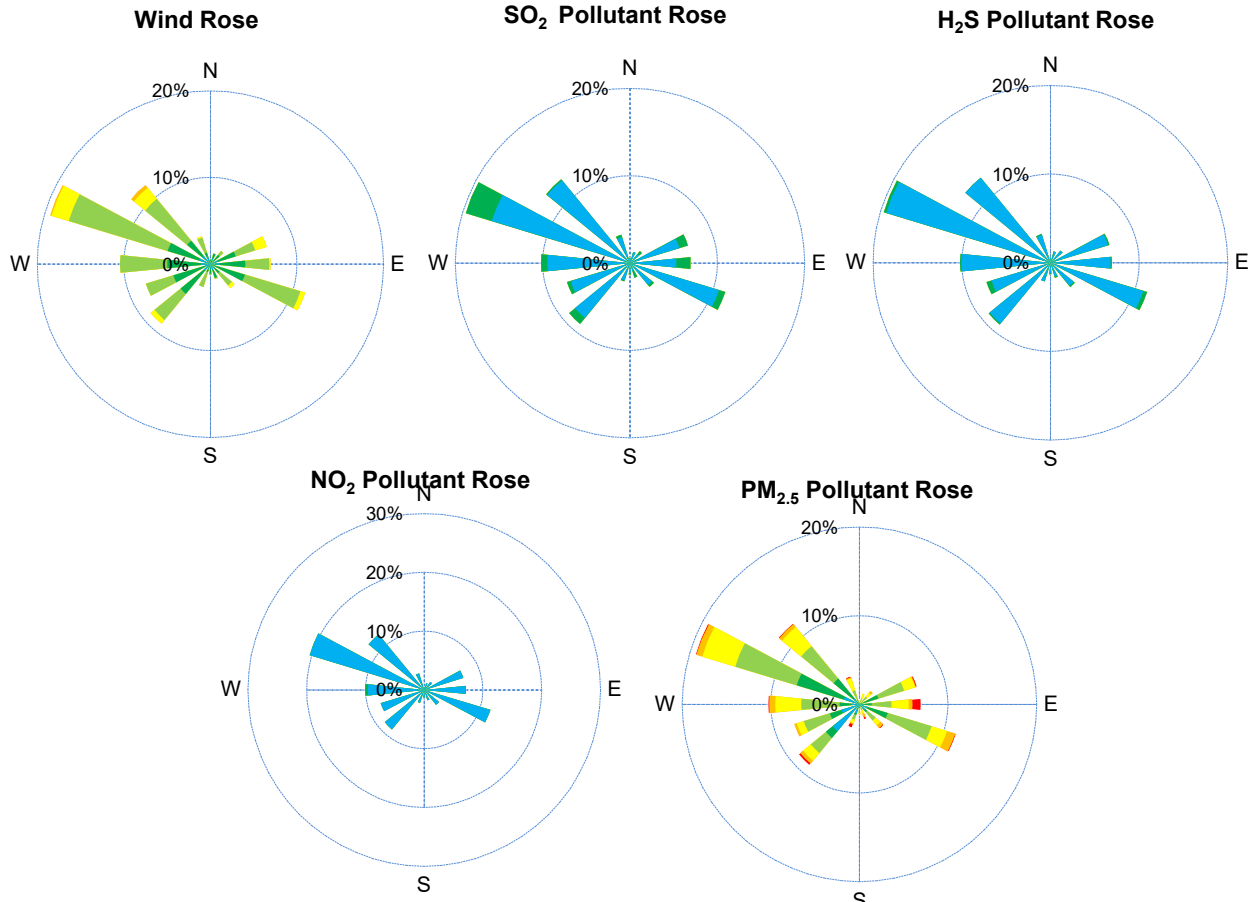 Wind Rose
N
20%
10%
0%
W
E
S
SO₂ Pollutant Rose
N
20%
10%
0%
W
E
S
H₂S Pollutant Rose
N
20%
10%
0%
W
E
S
NO₂ Pollutant Rose
N
30%
20%
10%
0%
W
E
S
PM₂.₅ Pollutant Rose
N
20%
10%
0%
W
E
S